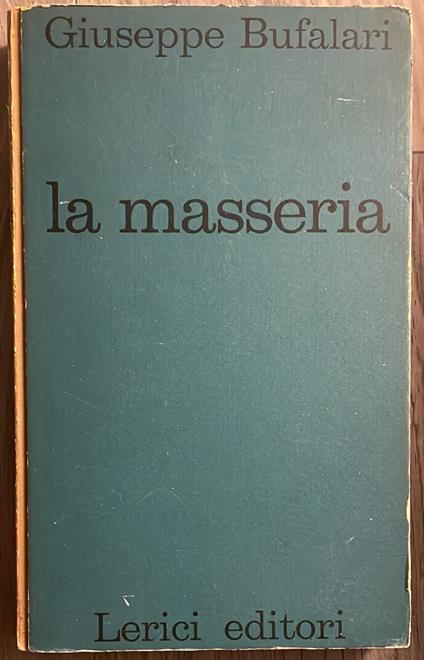 Giuseppe Bufalari
la masseria
Lerici editori